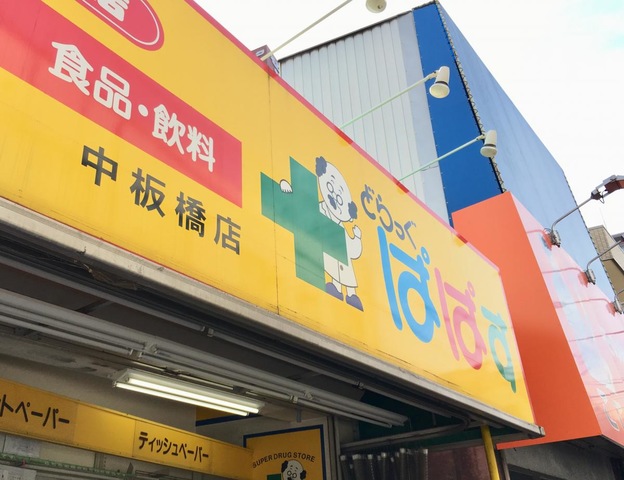 食品・飲料
中板橋店
どらっぐ
ぱぱす
トペーパー
ティッシュペーパー
SUPER DRUG STORE